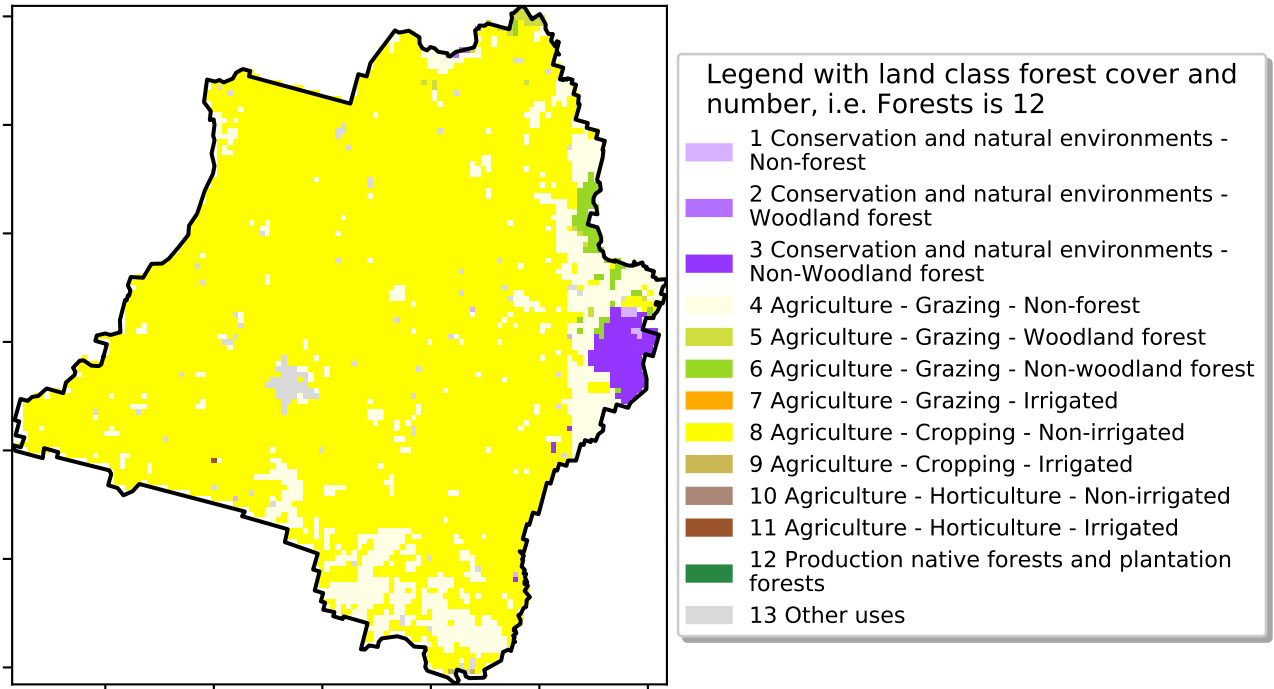 Legend with land class forest cover and
number, i.e. Forests is 12
1 Conservation and natural environments -
Non-forest
2 Conservation and natural environments -
Woodland forest
3 Conservation and natural environments -
Non-Woodland forest
4 Agriculture - Grazing - Non-forest
5 Agriculture - Grazing - Woodland forest
6 Agriculture - Grazing - Non-woodland forest
7 Agriculture - Grazing - Irrigated
8 Agriculture - Cropping - Non-irrigated
9 Agriculture - Cropping - Irrigated
10 Agriculture - Horticulture - Non-irrigated
11 Agriculture - Horticulture - Irrigated
12 Production native forests and plantation
forests
13 Other uses